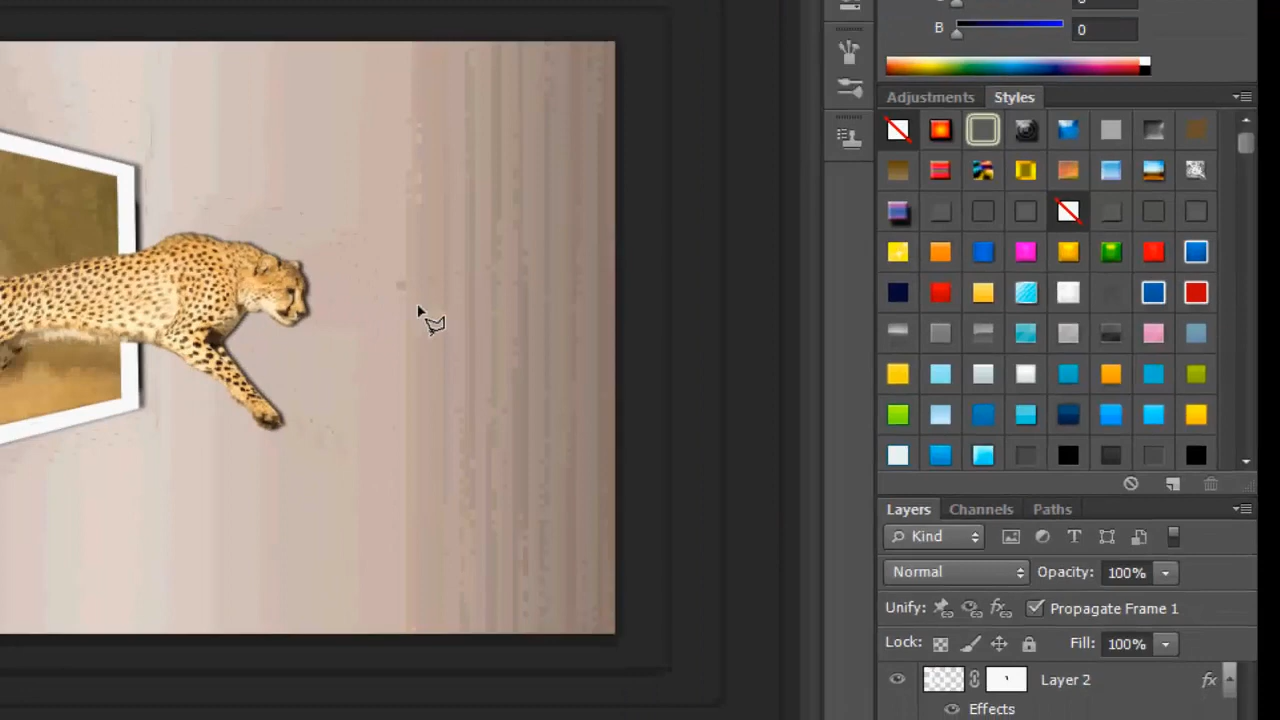 B 0
Adjustments Styles
Layers Channels Paths
Kind
Normal Opacity: 100%
Unify: Propagate Frame 1
Lock: Fill: 100%
Layer 2 fx
Effects